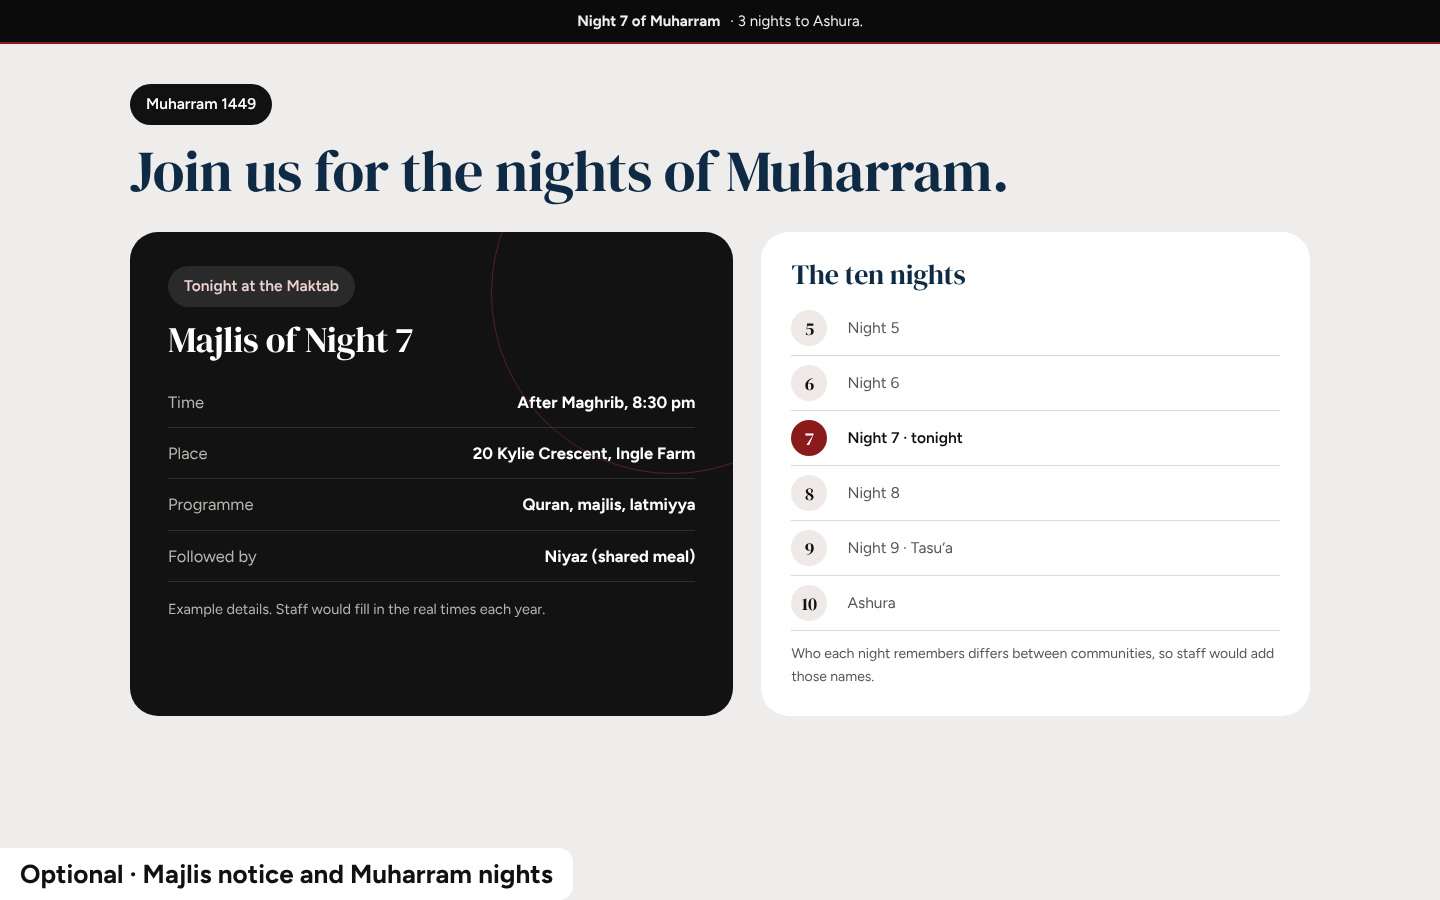 Night 7 of Muharram · 3 nights to Ashura.
Muharram 1449
Join us for the nights of Muharram.
Tonight at the Maktab
Majlis of Night 7
Time After Maghrib, 8:30 pm
Place 20 Kylie Crescent, Ingle Farm
Programme Quran, majlis, latmiyya
Followed by Niyaz (shared meal)
Example details. Staff would fill in the real times each year.
The ten nights
5 Night 5
6 Night 6
7 Night 7 · tonight
8 Night 8
9 Night 9 · Tasu‘a
10 Ashura
Who each night remembers differs between communities, so staff would add
those names.
Optional · Majlis notice and Muharram nights